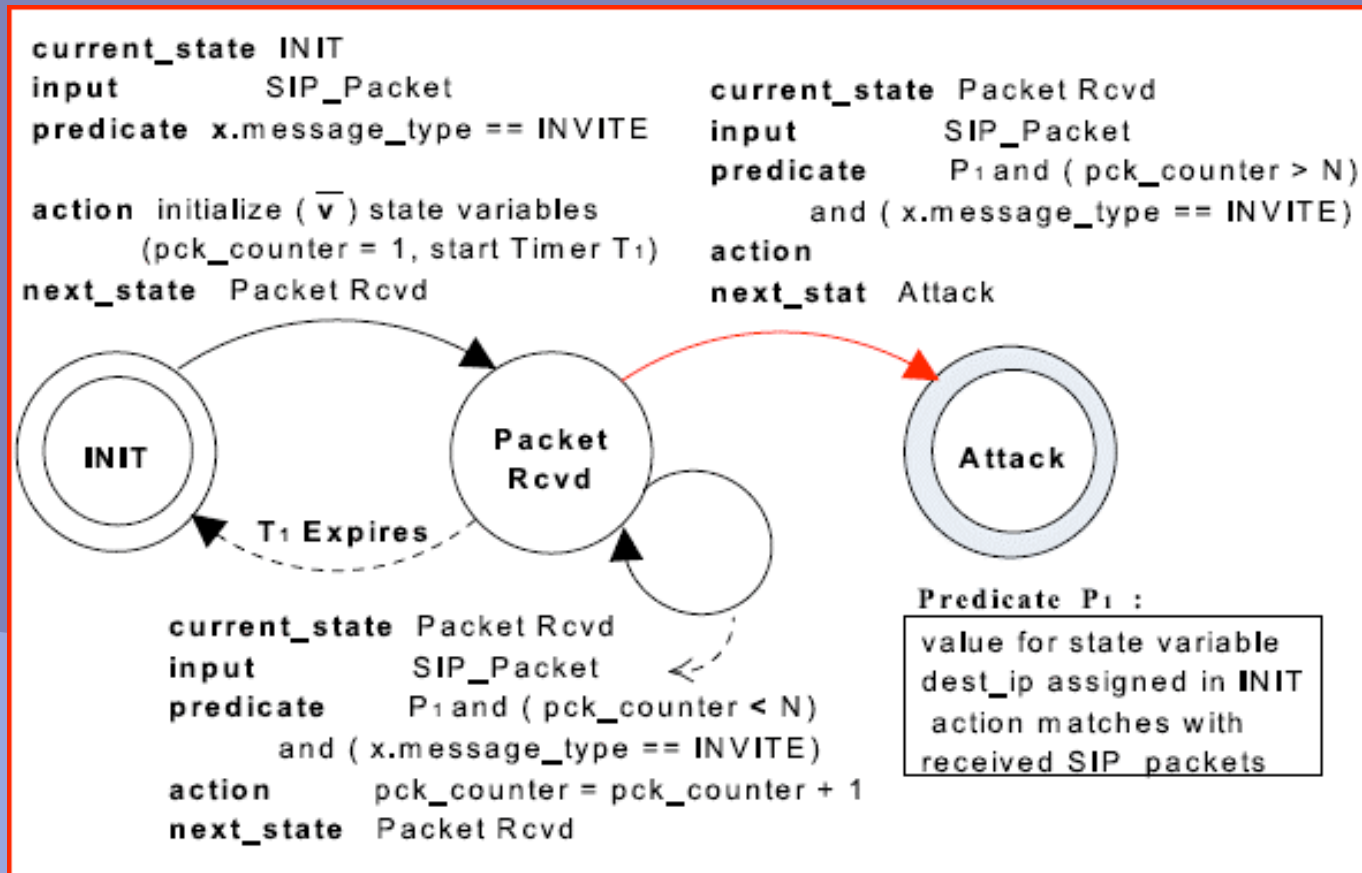 current_state INIT
input SIP_Packet
predicate x.message_type == INVITE
action initialize ( v̅ ) state variables
(pck_counter = 1, start Timer T₁)
next_state Packet Rcvd
current_state Packet Rcvd
input SIP_Packet
predicate P₁ and ( pck_counter > N)
and ( x.message_type == INVITE)
action
next_stat Attack
INIT
Packet
Rcvd
Attack
T₁ Expires
current_state Packet Rcvd
input SIP_Packet
predicate P₁ and ( pck_counter < N)
and ( x.message_type == INVITE)
action pck_counter = pck_counter + 1
next_state Packet Rcvd
Predicate P₁ :
value for state variable
dest_ip assigned in INIT
action matches with
received SIP packets